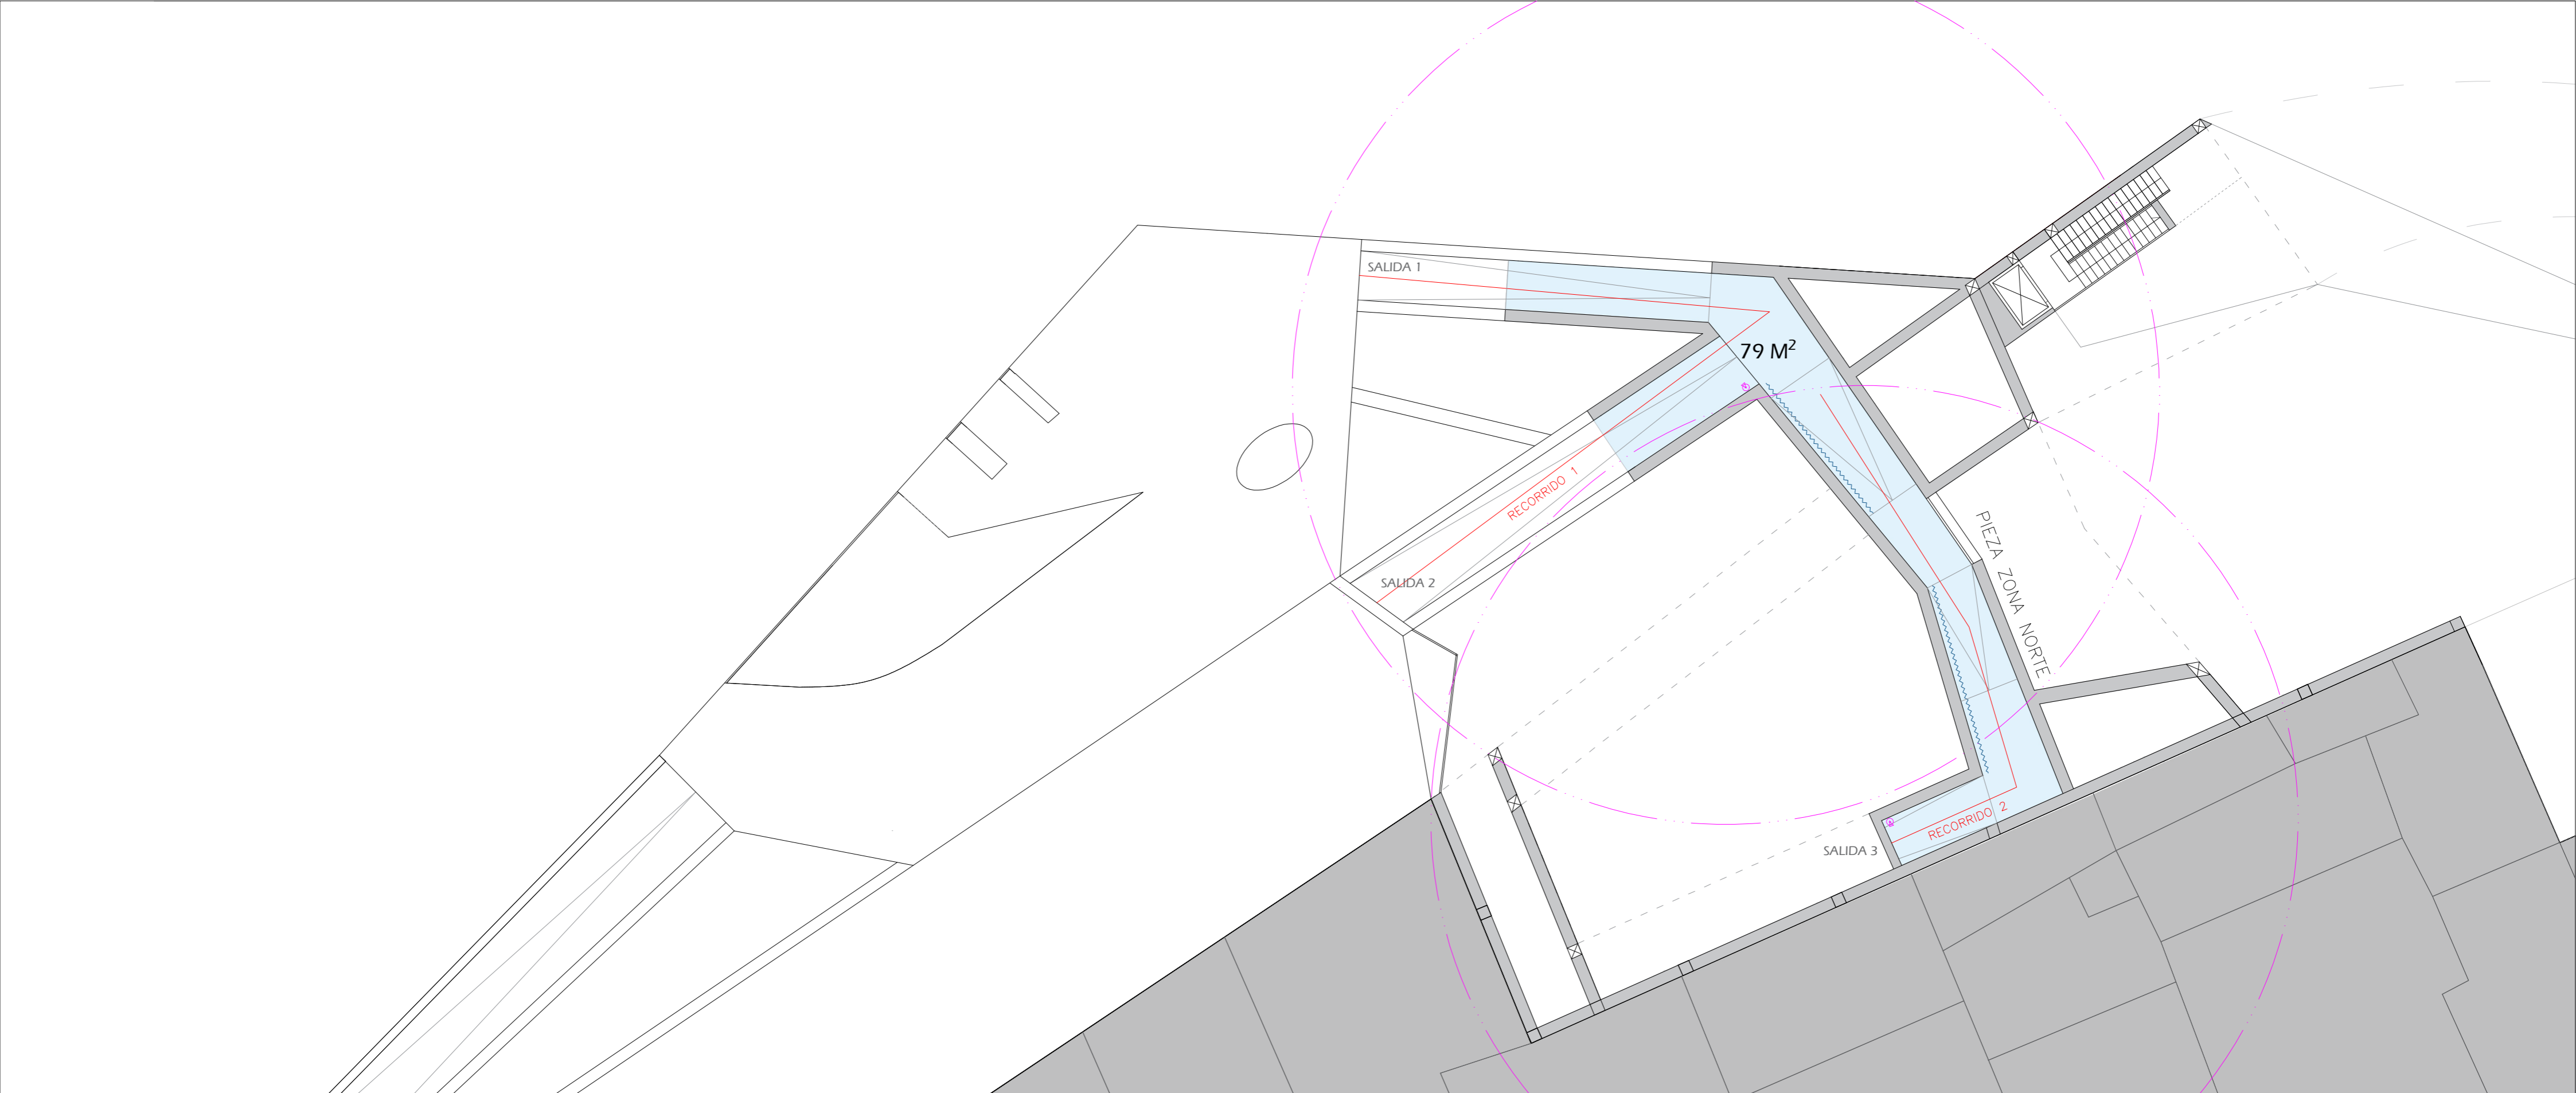 SALIDA 1
79 M²
RECORRIDO 1
PIEZA ZONA NORTE
SALIDA 2
RECORRIDO 2
SALIDA 3